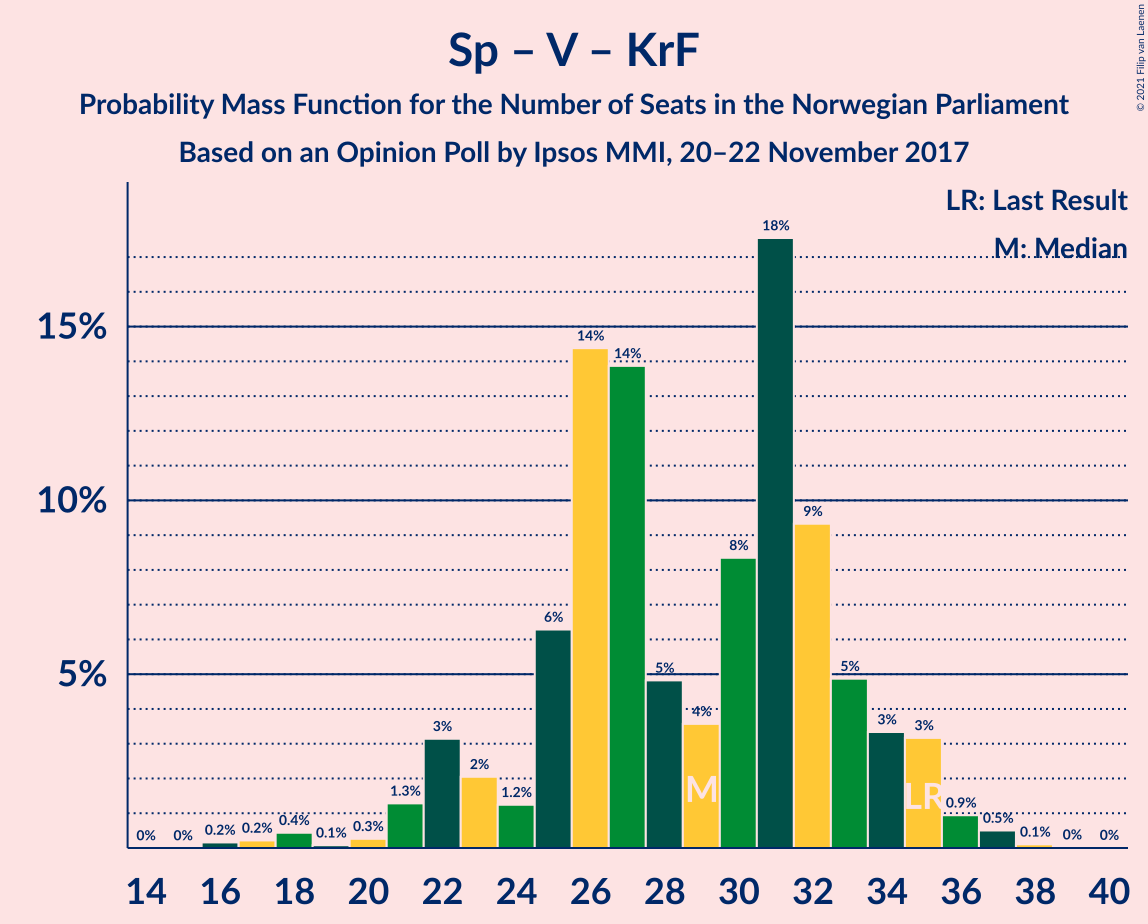 © 2021 Filip van Laenen
Sp – V – KrF
Probability Mass Function for the Number of Seats in the Norwegian Parliament
Based on an Opinion Poll by Ipsos MMI, 20–22 November 2017
LR: Last Result
M: Median
15%
10%
5%
0% 0% 0.2% 0.2% 0.4% 0.1% 0.3% 1.3% 3% 2% 1.2% 6% 14% 14% 5% 4% 8% 18% 9% 5% 3% 3% 0.9% 0.5% 0.1% 0% 0%
M LR
14 16 18 20 22 24 26 28 30 32 34 36 38 40